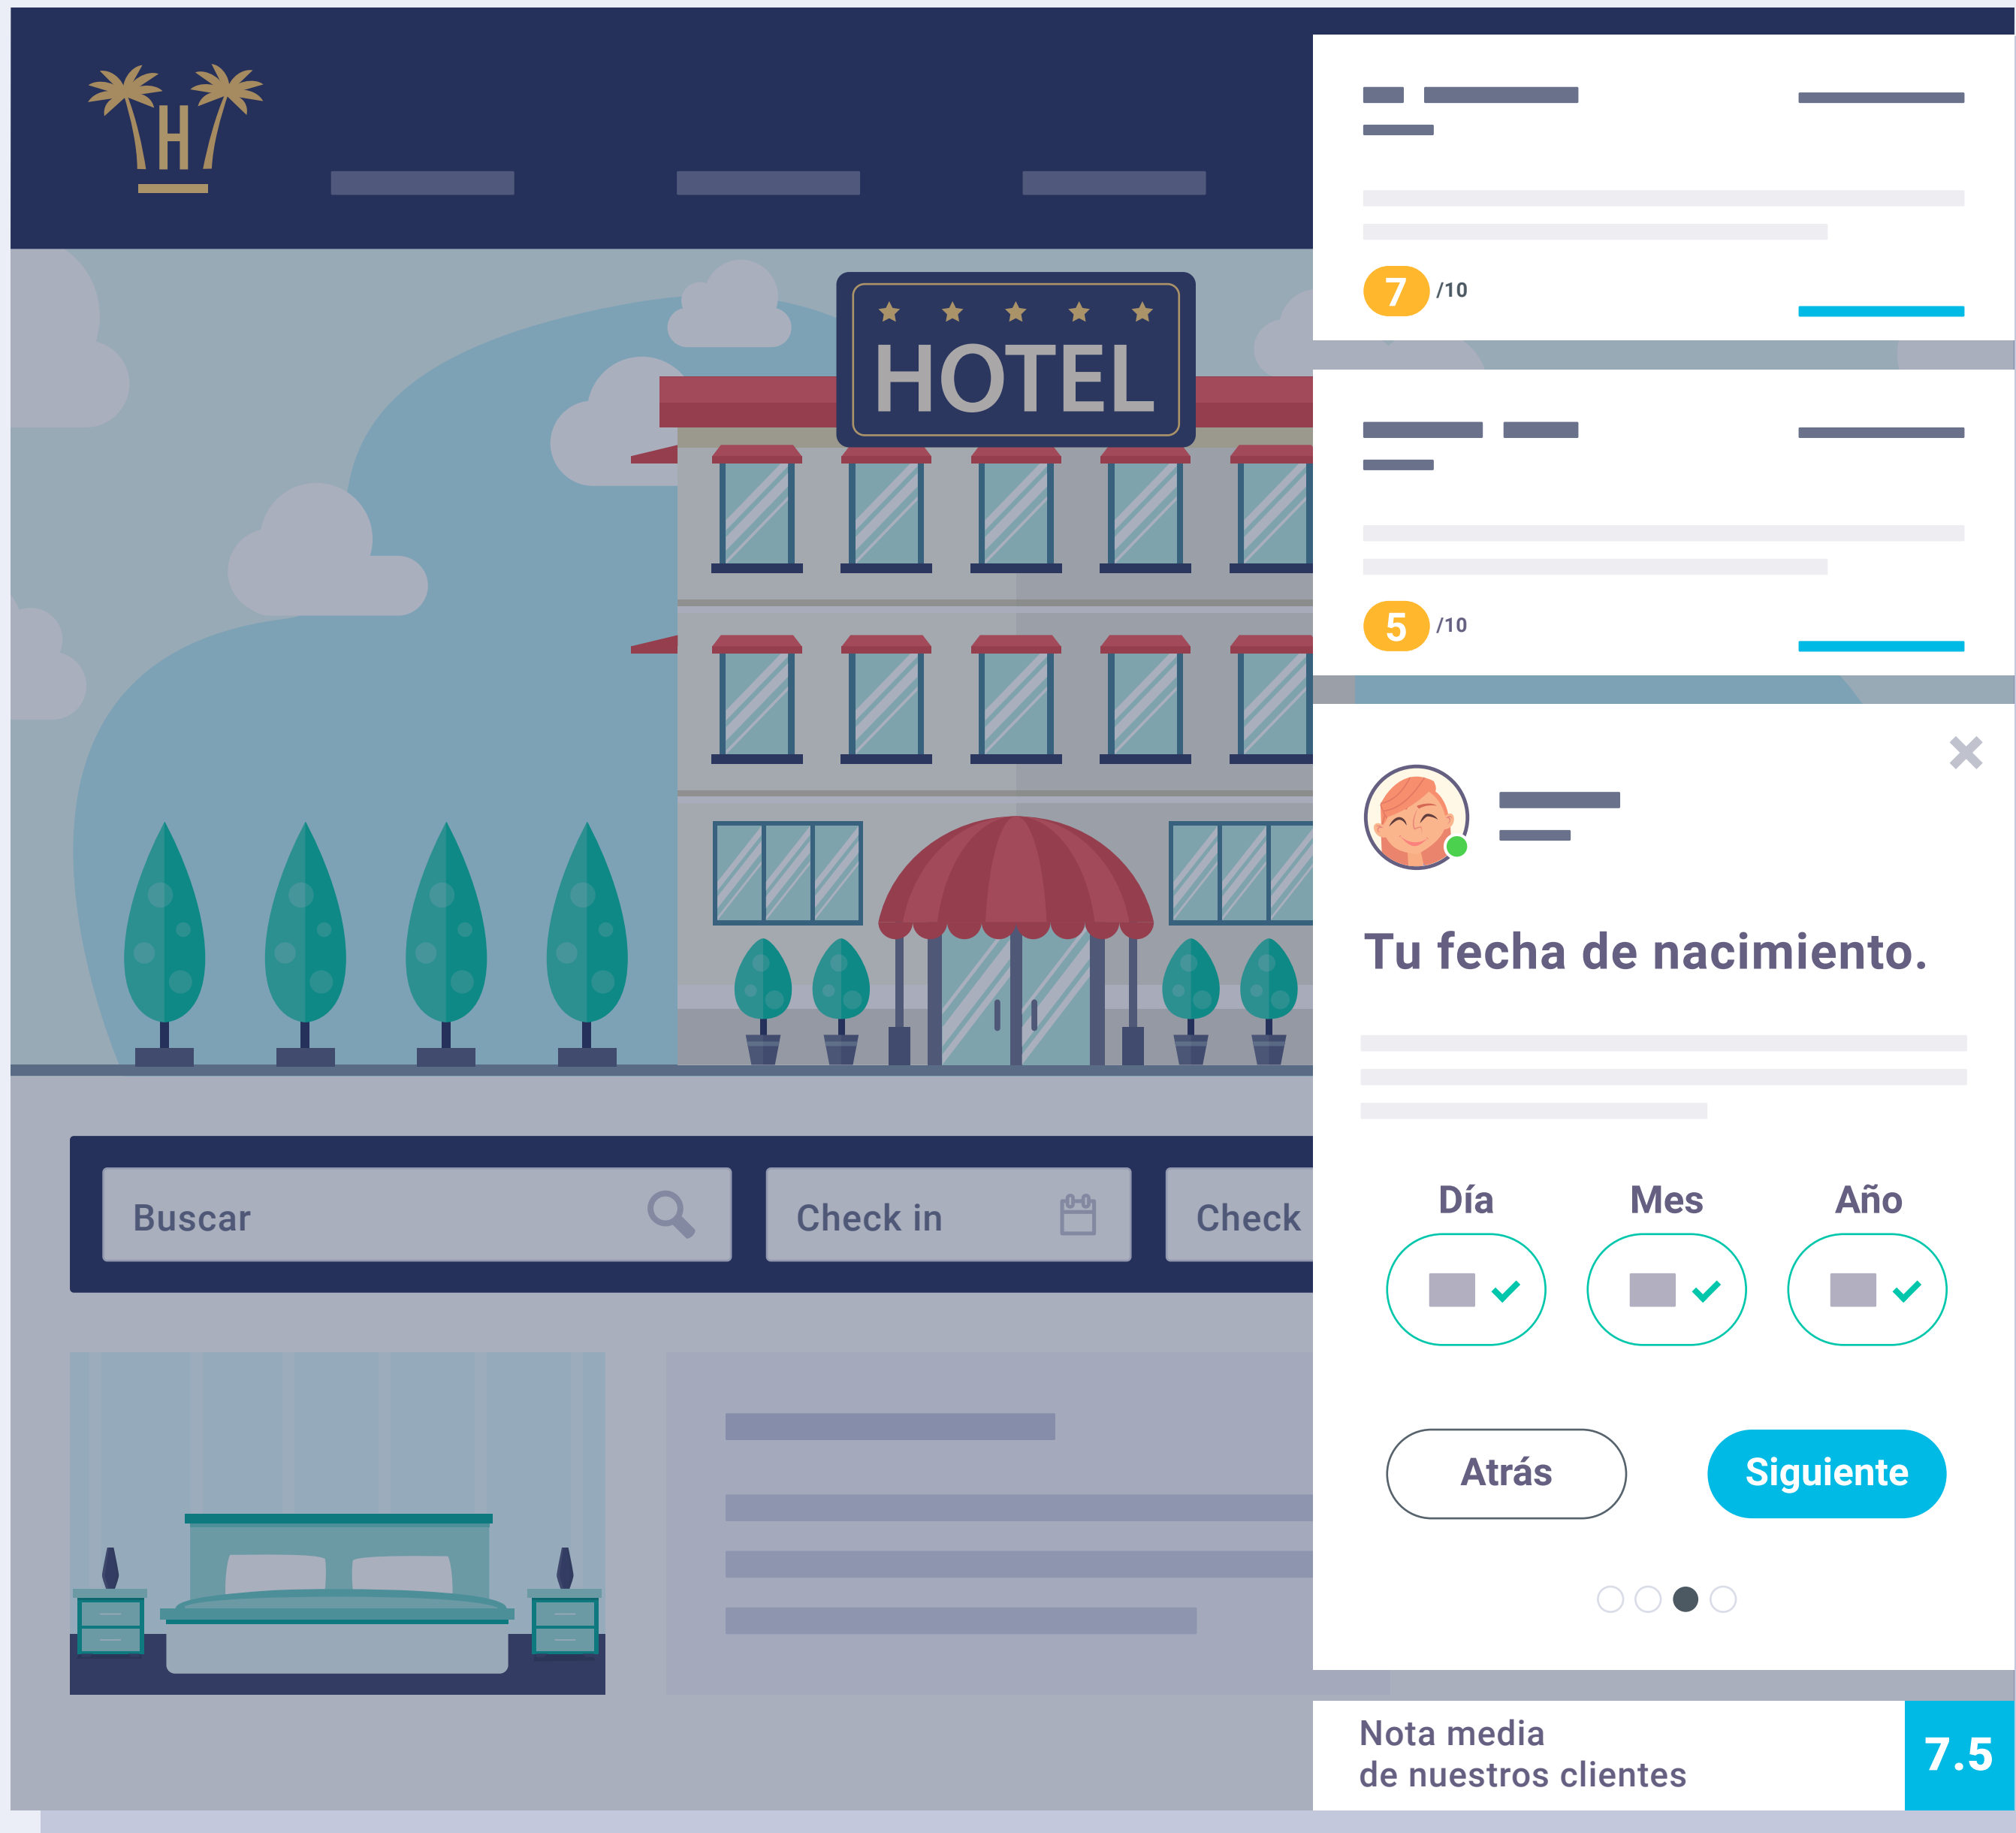 H
HOTEL
Buscar
Check in
Check
7 /10
5 /10
Tu fecha de nacimiento.
Día Mes Año
Atrás Siguiente
Nota media
de nuestros clientes
7.5